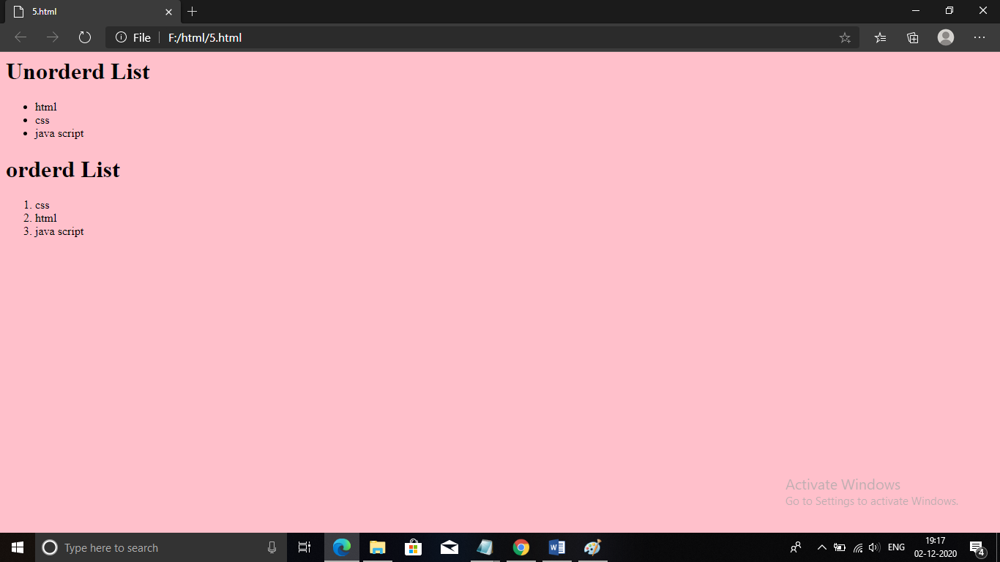 5.html
File F:/html/5.html
Unorderd List
• html
• css
• java script
orderd List
1. css
2. html
3. java script
Activate Windows
Go to Settings to activate Windows.
Type here to search
W
ENG
19:17
02-12-2020
4